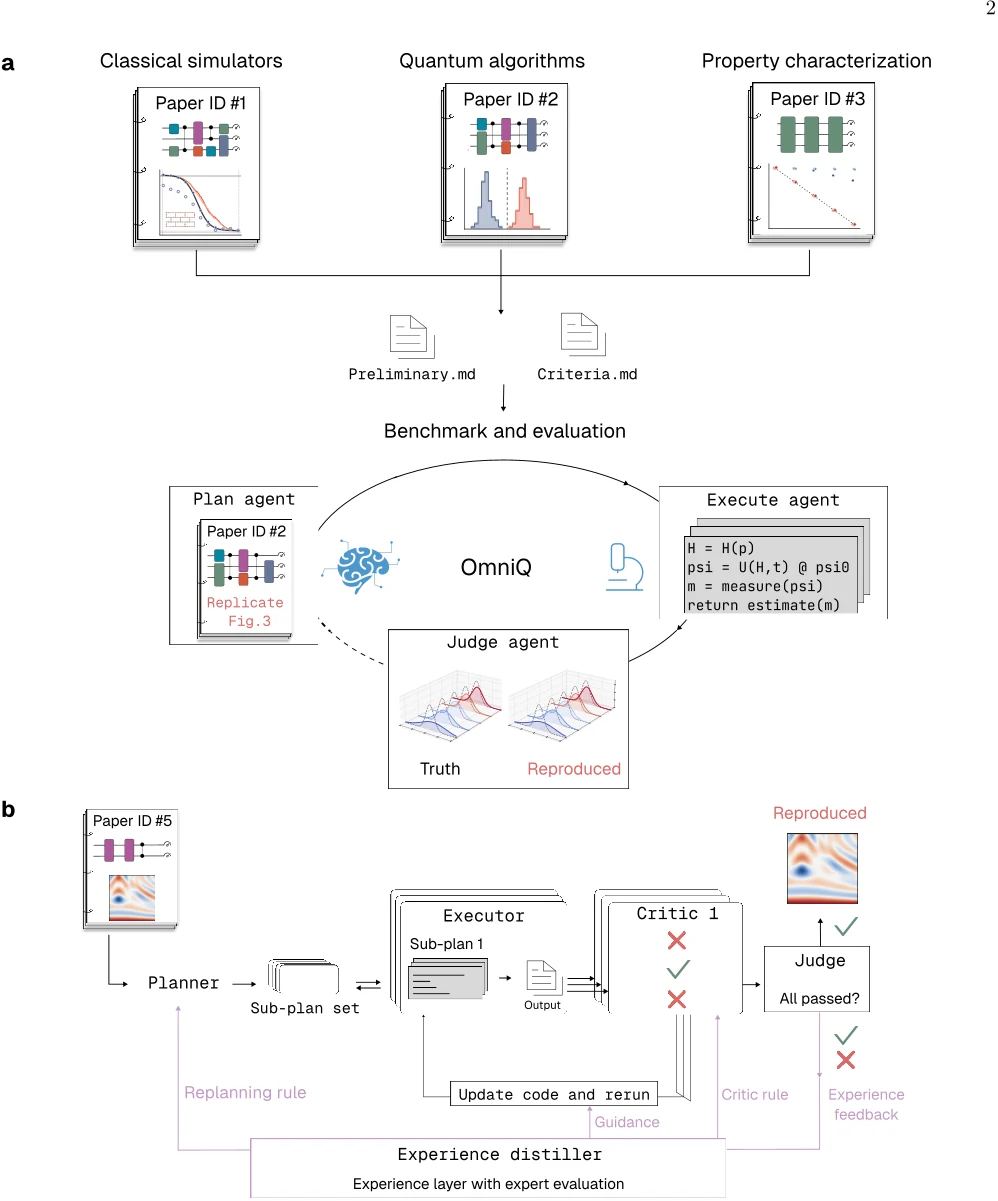 2
a
Classical simulators
Quantum algorithms
Property characterization
Paper ID #1
Paper ID #2
Paper ID #3
Preliminary.md
Criteria.md
Benchmark and evaluation
Plan agent
Paper ID #2
Replicate
Fig.3
OmniQ
Execute agent
H = H(p)
psi = U(H,t) @ psi0
m = measure(psi)
return estimate(m)
Judge agent
Truth
Reproduced
b
Paper ID #5
Planner
Sub-plan set
Executor
Sub-plan 1
Output
Critic 1
Reproduced
Judge
All passed?
Update code and rerun
Replanning rule
Guidance
Critic rule
Experience
feedback
Experience distiller
Experience layer with expert evaluation